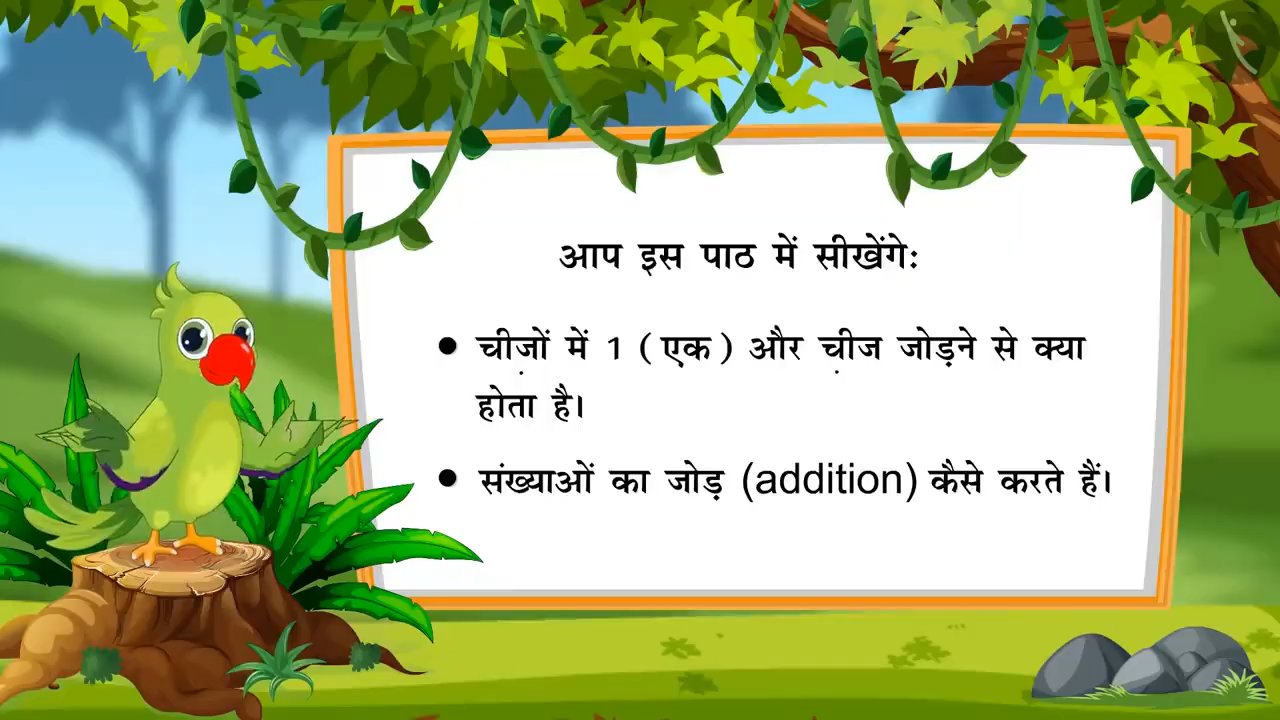 आप इस पाठ में सीखेंगे:
• चीज़ों में 1 (एक) और चीज़ जोड़ने से क्या
होता है।
• संख्याओं का जोड़ (addition) कैसे करते हैं।